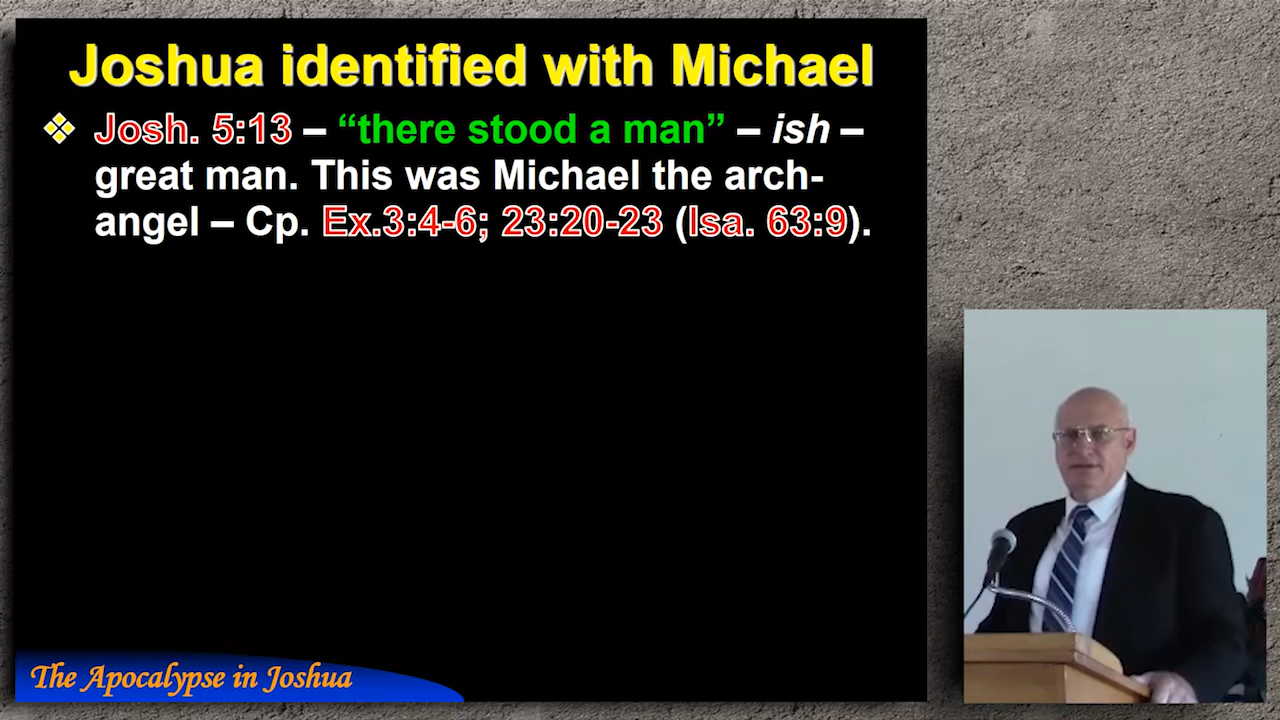 Joshua identified with Michael
❖ Josh. 5:13 – “there stood a man” – ish –
great man. This was Michael the arch-
angel – Cp. Ex.3:4-6; 23:20-23 (Isa. 63:9).
The Apocalypse in Joshua